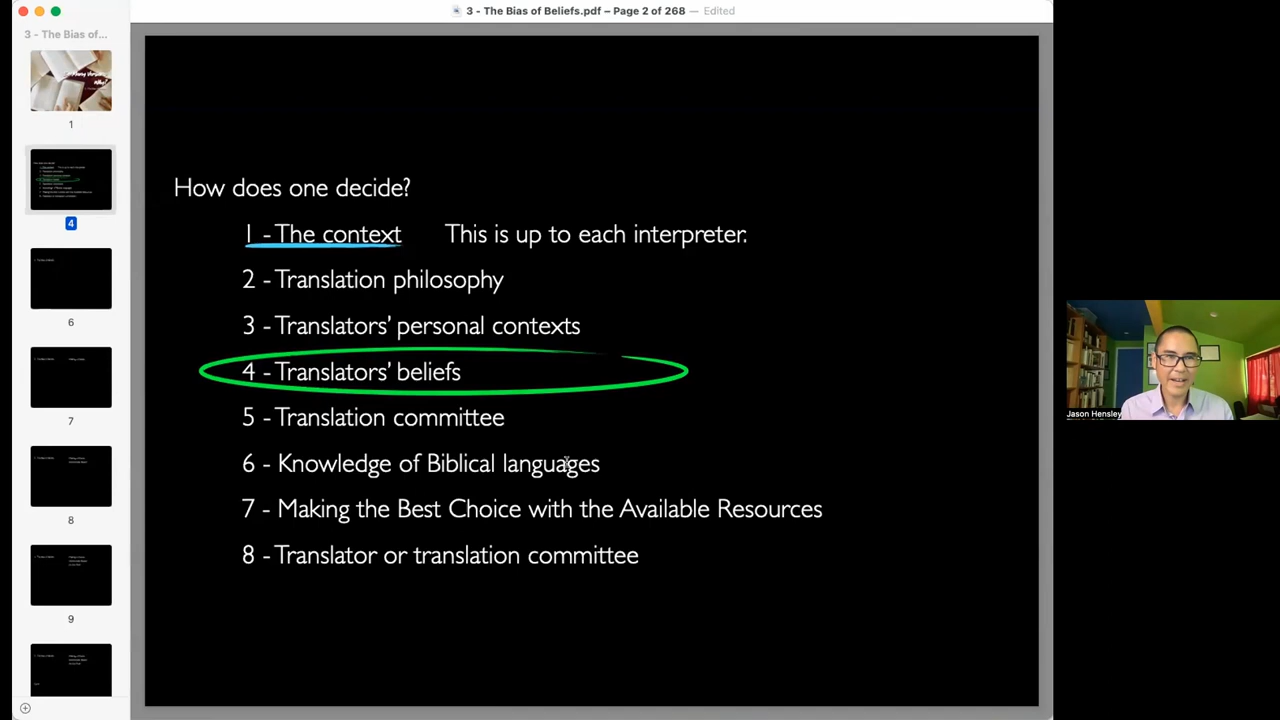 3 - The Bias of Beliefs.pdf – Page 2 of 268 — Edited
3 - The Bias of...
1
4
6
7
8
9
How does one decide?
1 - The context This is up to each interpreter.
2 - Translation philosophy
3 - Translators' personal contexts
4 - Translators' beliefs
5 - Translation committee
6 - Knowledge of Biblical languages
7 - Making the Best Choice with the Available Resources
8 - Translator or translation committee
Jason Hensley